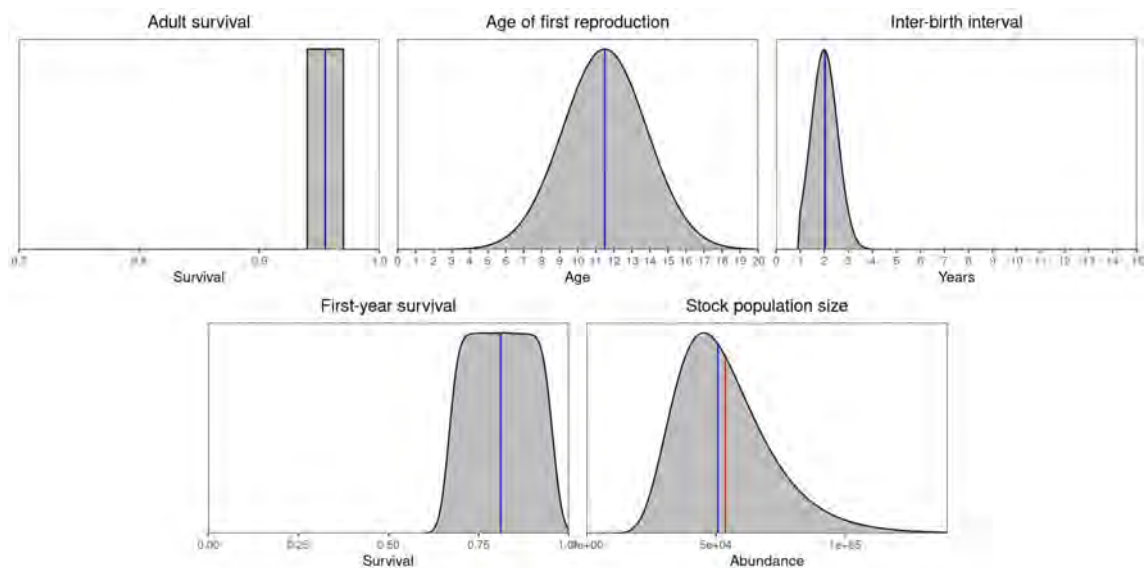 Adult survival Age of first reproduction Inter-birth interval
0.7 0.8 0.9 1.0 0 1 2 3 4 5 6 7 8 9 10 11 12 13 14 15 16 17 18 19 20 0 1 2 3 4 5 6 7 8 9 10 11 12 13 14 15
Survival Age Years
First-year survival Stock population size
0.00 0.25 0.50 0.75 1.00 0e+00 5e+04 1e+05
Survival Abundance